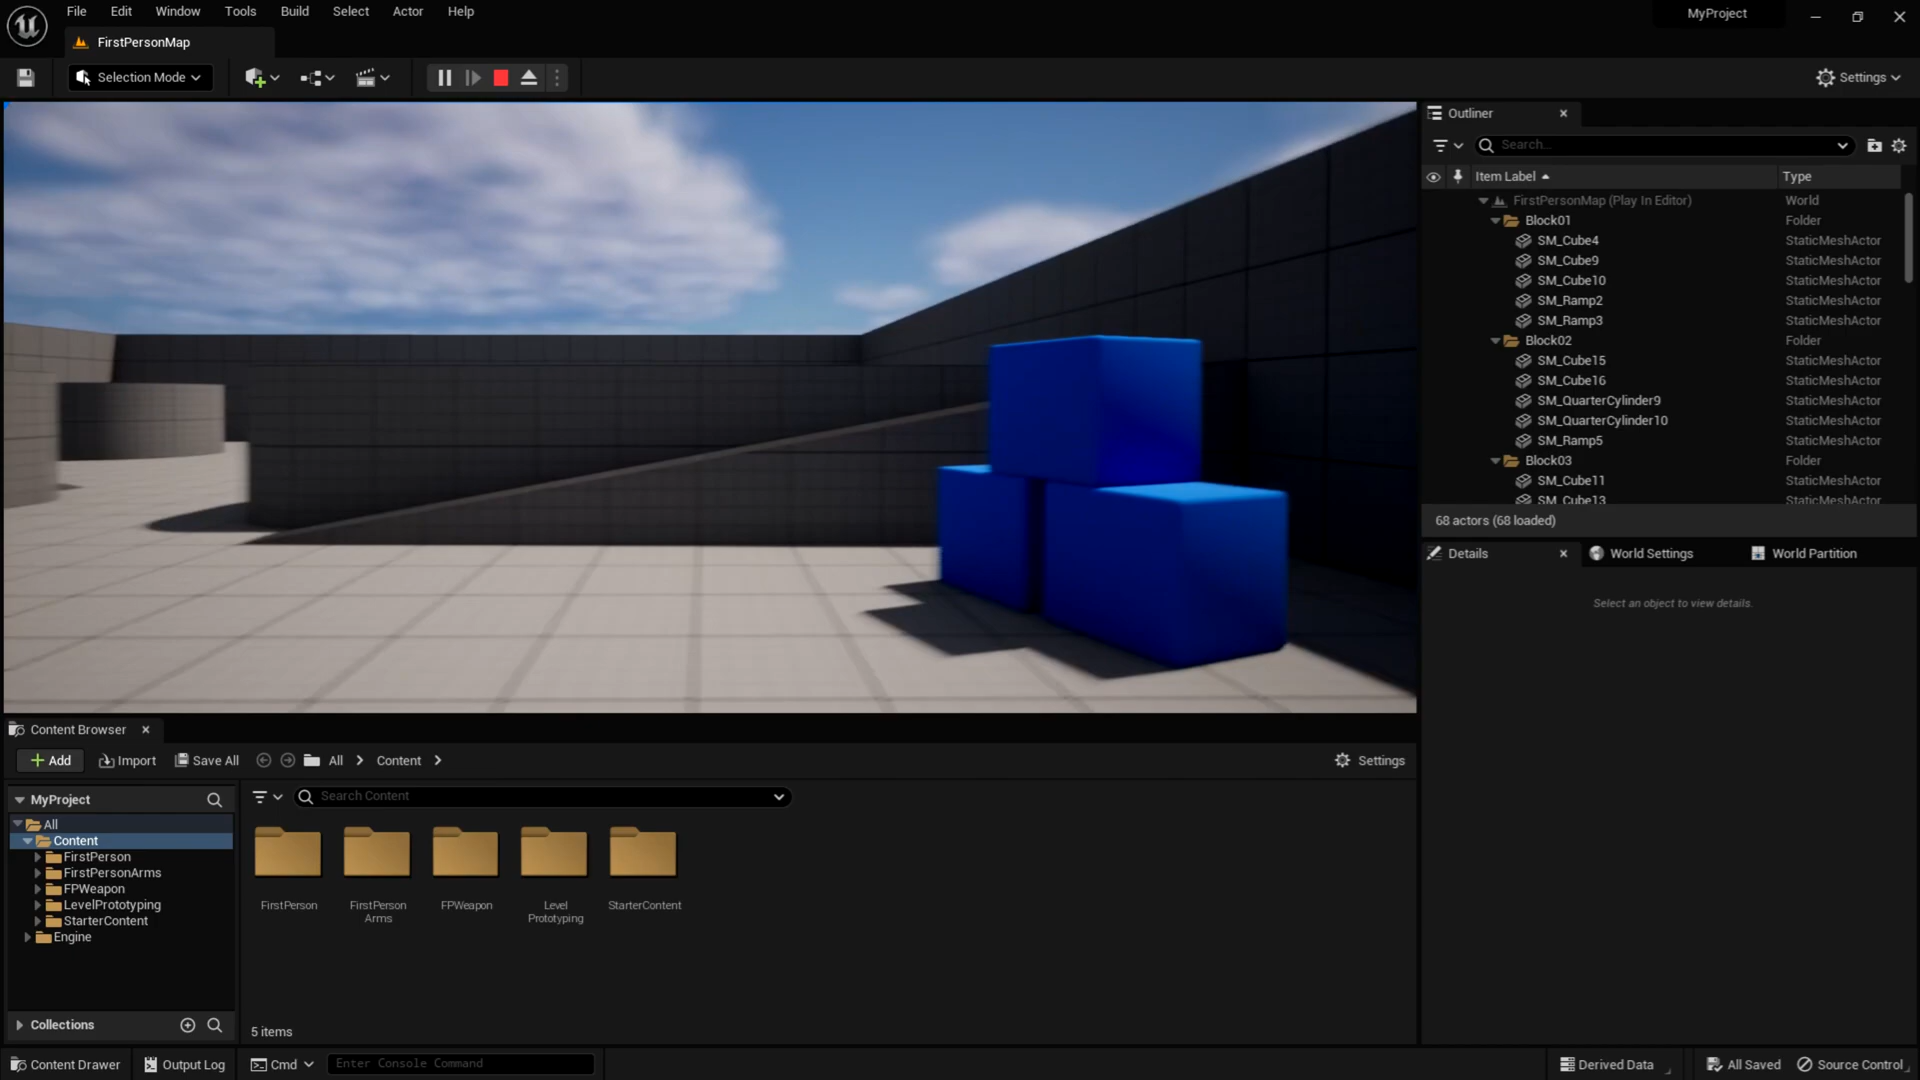 File Edit Window Tools Build Select Actor Help
MyProject
FirstPersonMap
Selection Mode
Settings
Outliner
Search...
Item Label Type
FirstPersonMap (Play In Editor) World
Block01 Folder
SM_Cube4 StaticMeshActor
SM_Cube9 StaticMeshActor
SM_Cube10 StaticMeshActor
SM_Ramp2 StaticMeshActor
SM_Ramp3 StaticMeshActor
Block02 Folder
SM_Cube15 StaticMeshActor
SM_Cube16 StaticMeshActor
SM_QuarterCylinder9 StaticMeshActor
SM_QuarterCylinder10 StaticMeshActor
SM_Ramp5 StaticMeshActor
Block03 Folder
SM_Cube11 StaticMeshActor
SM_Cube13 StaticMeshActor
68 actors (68 loaded)
Details World Settings World Partition
Select an object to view details.
Content Browser
Add Import Save All All Content Settings
MyProject
Search Content
All
Content
FirstPerson
FirstPersonArms
FPWeapon
LevelPrototyping
StarterContent
Engine
FirstPerson
FirstPerson
Arms
FPWeapon
Level
Prototyping
StarterContent
Collections
5 items
Content Drawer Output Log Cmd Enter Console Command Derived Data All Saved Source Control